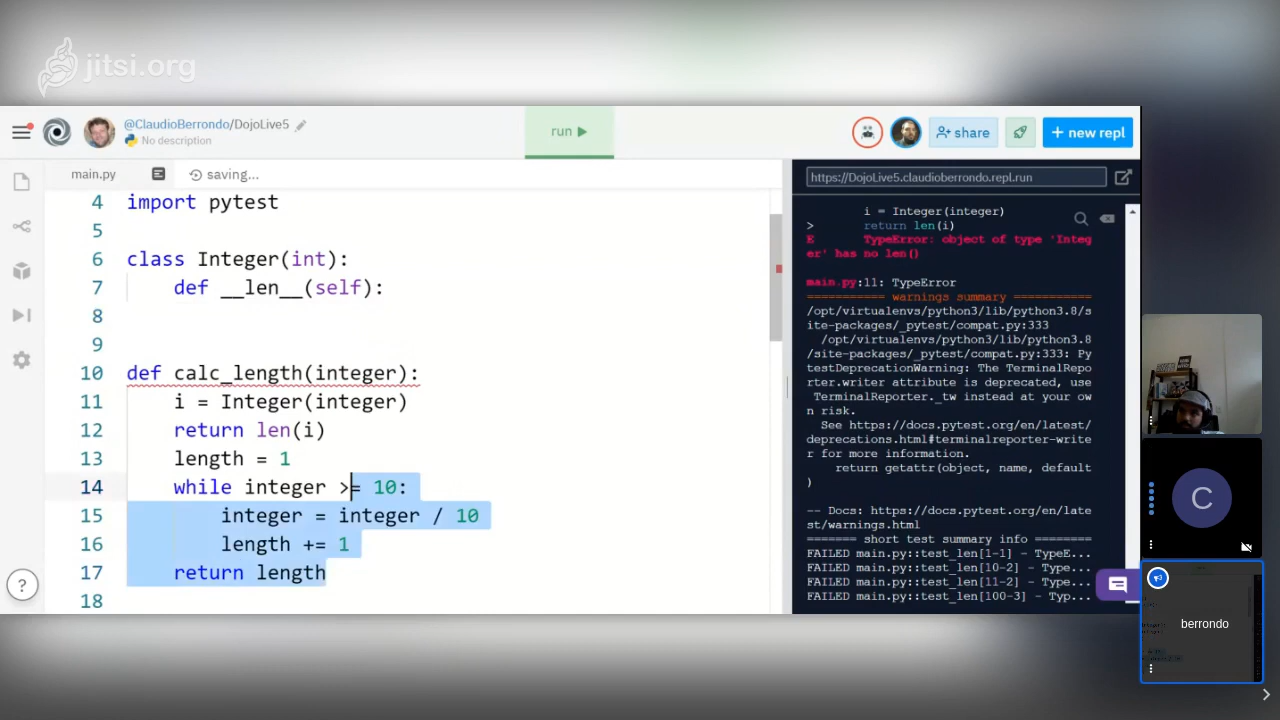 jitsi.org
@ClaudioBerrondo/DojoLive5
No description
run
share
+ new repl
main.py
saving...
https://DojoLive5.claudioberrondo.repl.run
4 import pytest
5
6 class Integer(int):
7 def __len__(self):
8
9
10 def calc_length(integer):
11 i = Integer(integer)
12 return len(i)
13 length = 1
14 while integer >= 10:
15 integer = integer / 10
16 length += 1
17 return length
18
?
i = Integer(integer)
> return len(i)
E TypeError: object of type 'Integ
er' has no len()
main.py:11: TypeError
=========== warnings summary ===========
/opt/virtualenvs/python3/lib/python3.8/s
ite-packages/_pytest/compat.py:333
/opt/virtualenvs/python3/lib/python3.8
/site-packages/_pytest/compat.py:333: Py
testDeprecationWarning: The TerminalRepo
rter.writer attribute is deprecated, use
TerminalReporter._tw instead at your ow
n risk.
See https://docs.pytest.org/en/latest/
deprecations.html#terminalreporter-write
r for more information.
return getattr(object, name, default
)
-- Docs: https://docs.pytest.org/en/late
st/warnings.html
======= short test summary info ========
FAILED main.py::test_len[1-1] - TypeE...
FAILED main.py::test_len[10-2] - Type...
FAILED main.py::test_len[11-2] - Type...
FAILED main.py::test_len[100-3] - Typ...
C
berrondo